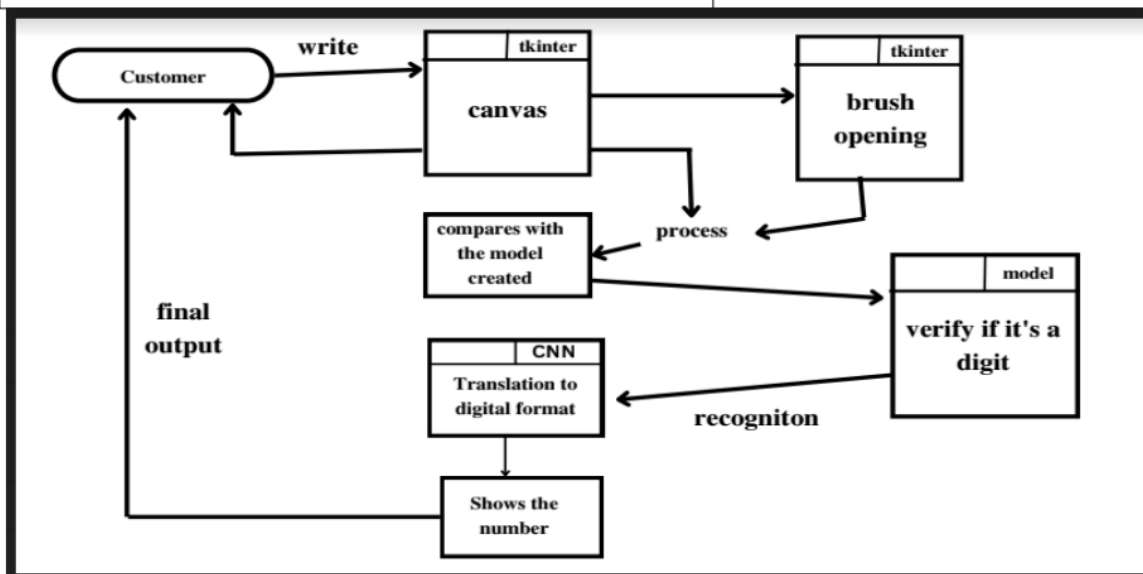 write
Customer
tkinter
canvas
tkinter
brush
opening
process
compares with
the model
created
model
verify if it's a
digit
final
output
CNN
Translation to
digital format
recogniton
Shows the
number